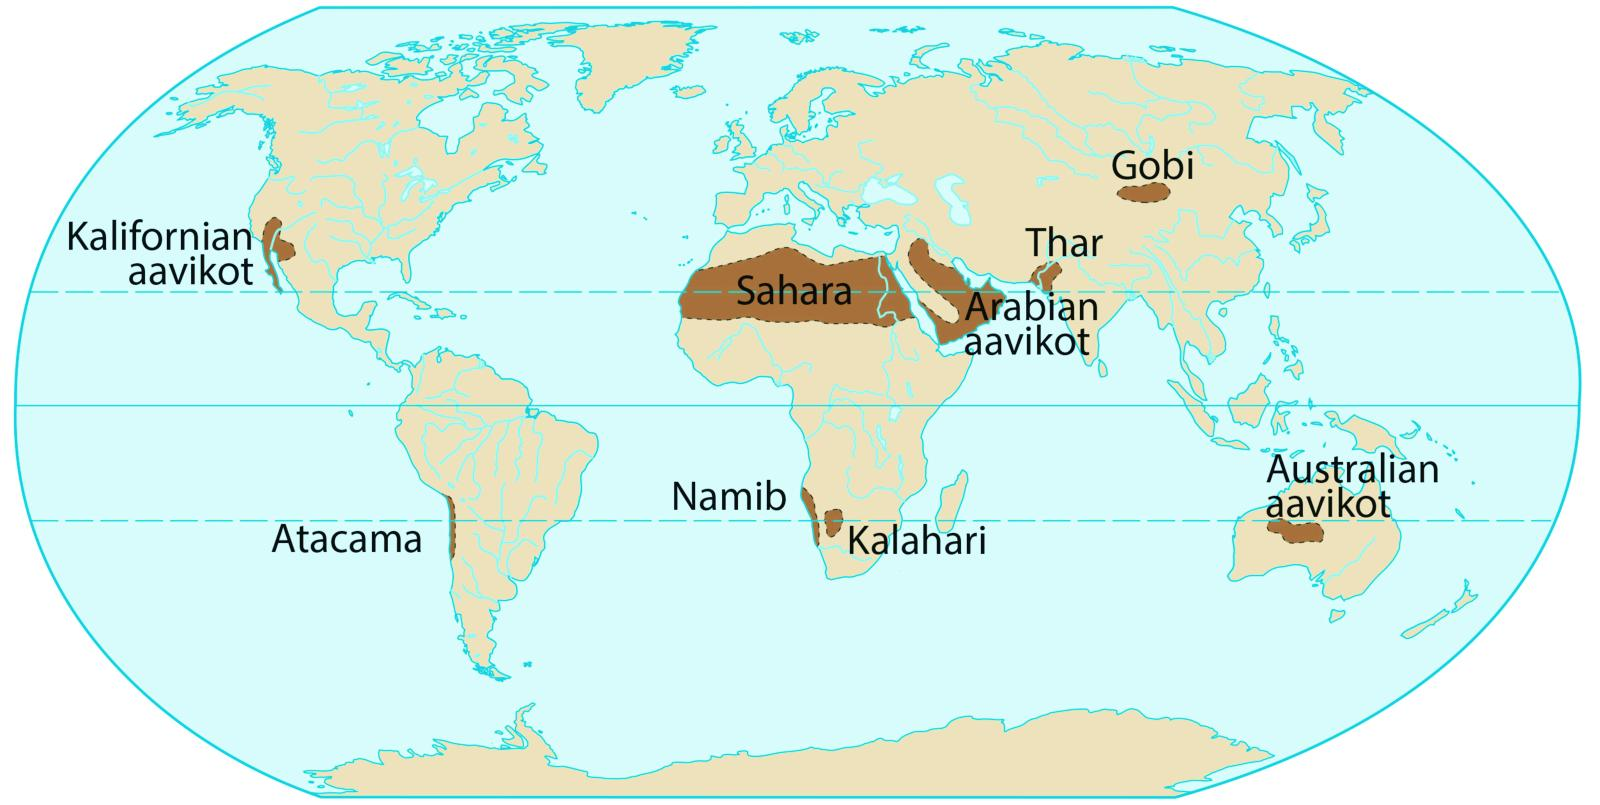 Gobi
Kalifornian
aavikot
Thar
Sahara
Arabian
aavikot
Australian
aavikot
Namib
Atacama
Kalahari